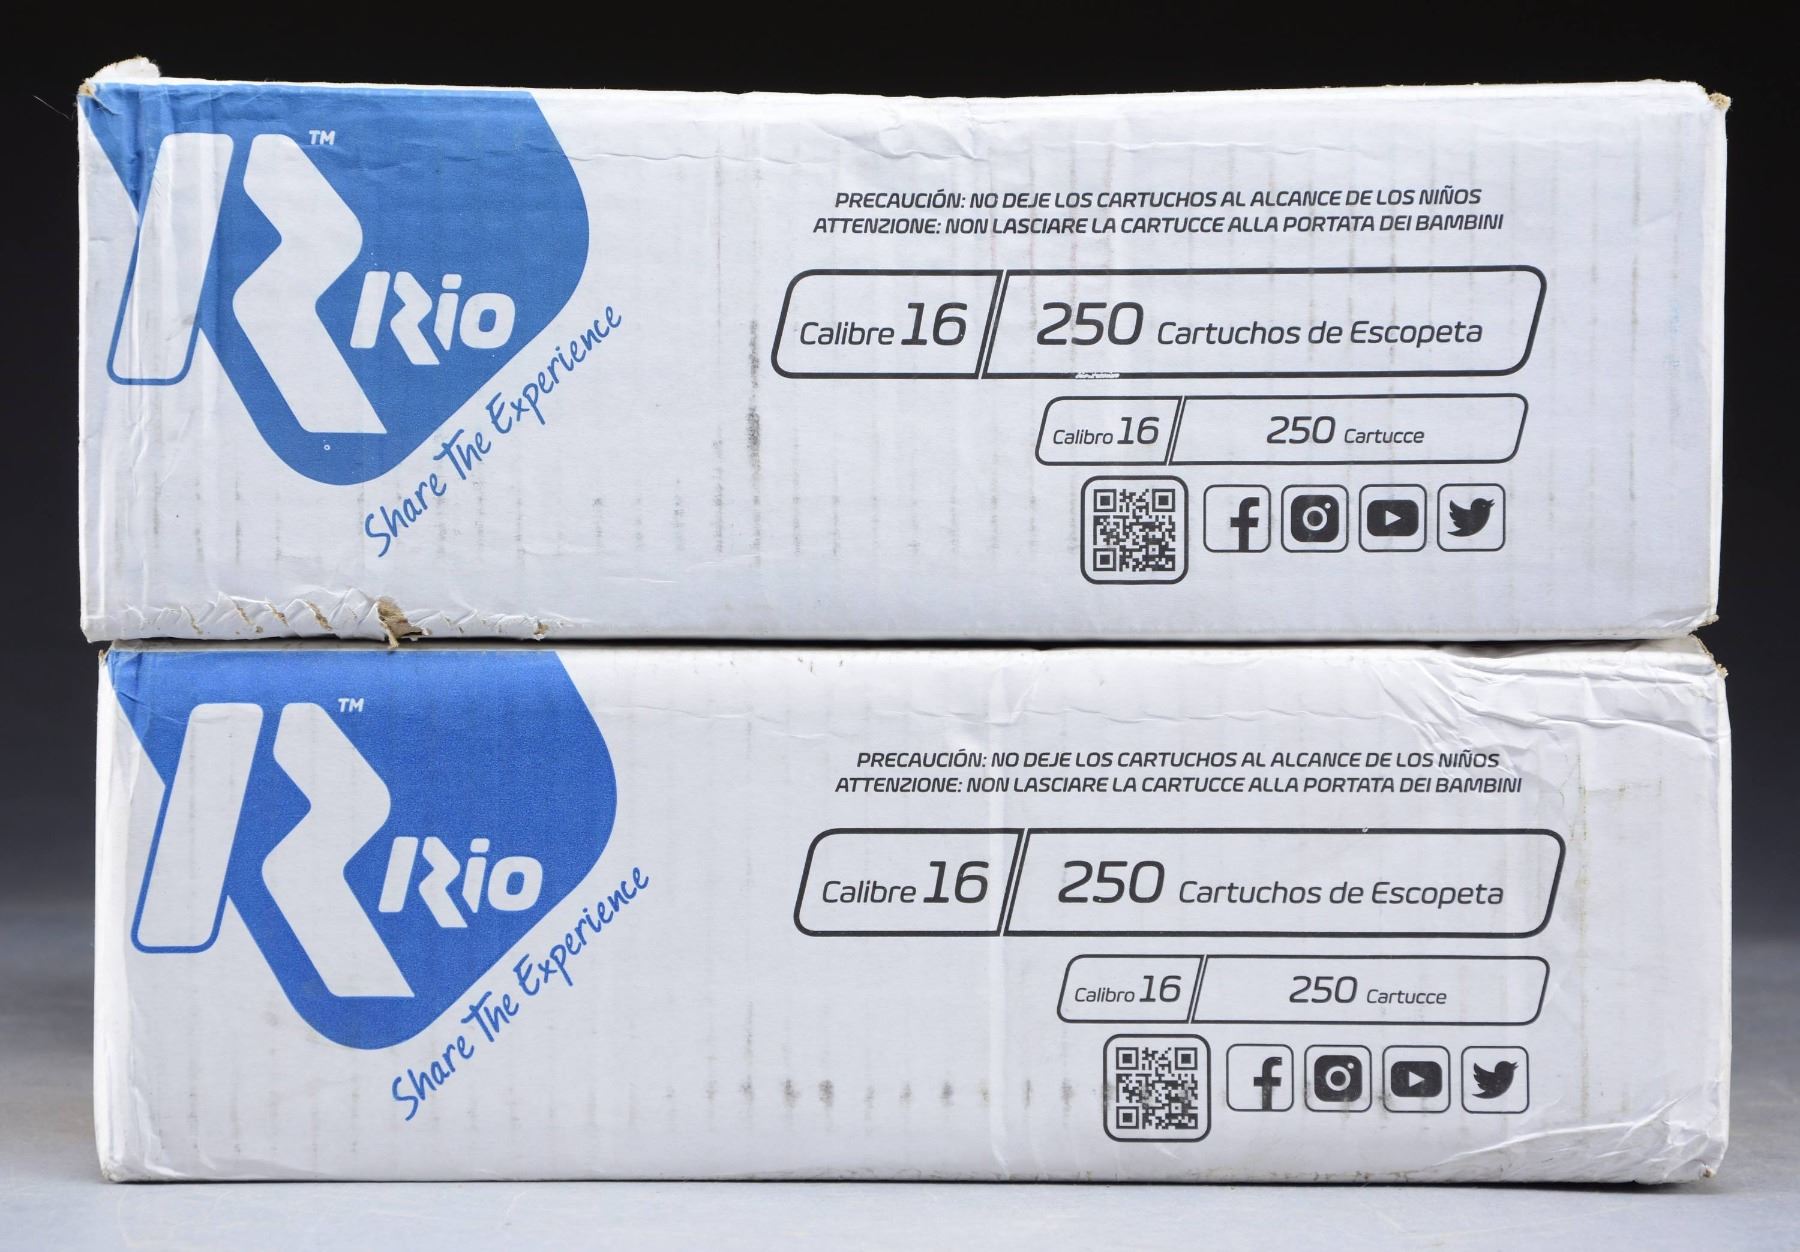 TM
Rio
Share The Experience
PRECAUCIÓN: NO DEJE LOS CARTUCHOS AL ALCANCE DE LOS NIÑOS
ATTENZIONE: NON LASCIARE LA CARTUCCE ALLA PORTATA DEI BAMBINI
Calibre 16 250 Cartuchos de Escopeta
Calibro 16 250 Cartucce
TM
Rio
Share The Experience
PRECAUCIÓN: NO DEJE LOS CARTUCHOS AL ALCANCE DE LOS NIÑOS
ATTENZIONE: NON LASCIARE LA CARTUCCE ALLA PORTATA DEI BAMBINI
Calibre 16 250 Cartuchos de Escopeta
Calibro 16 250 Cartucce